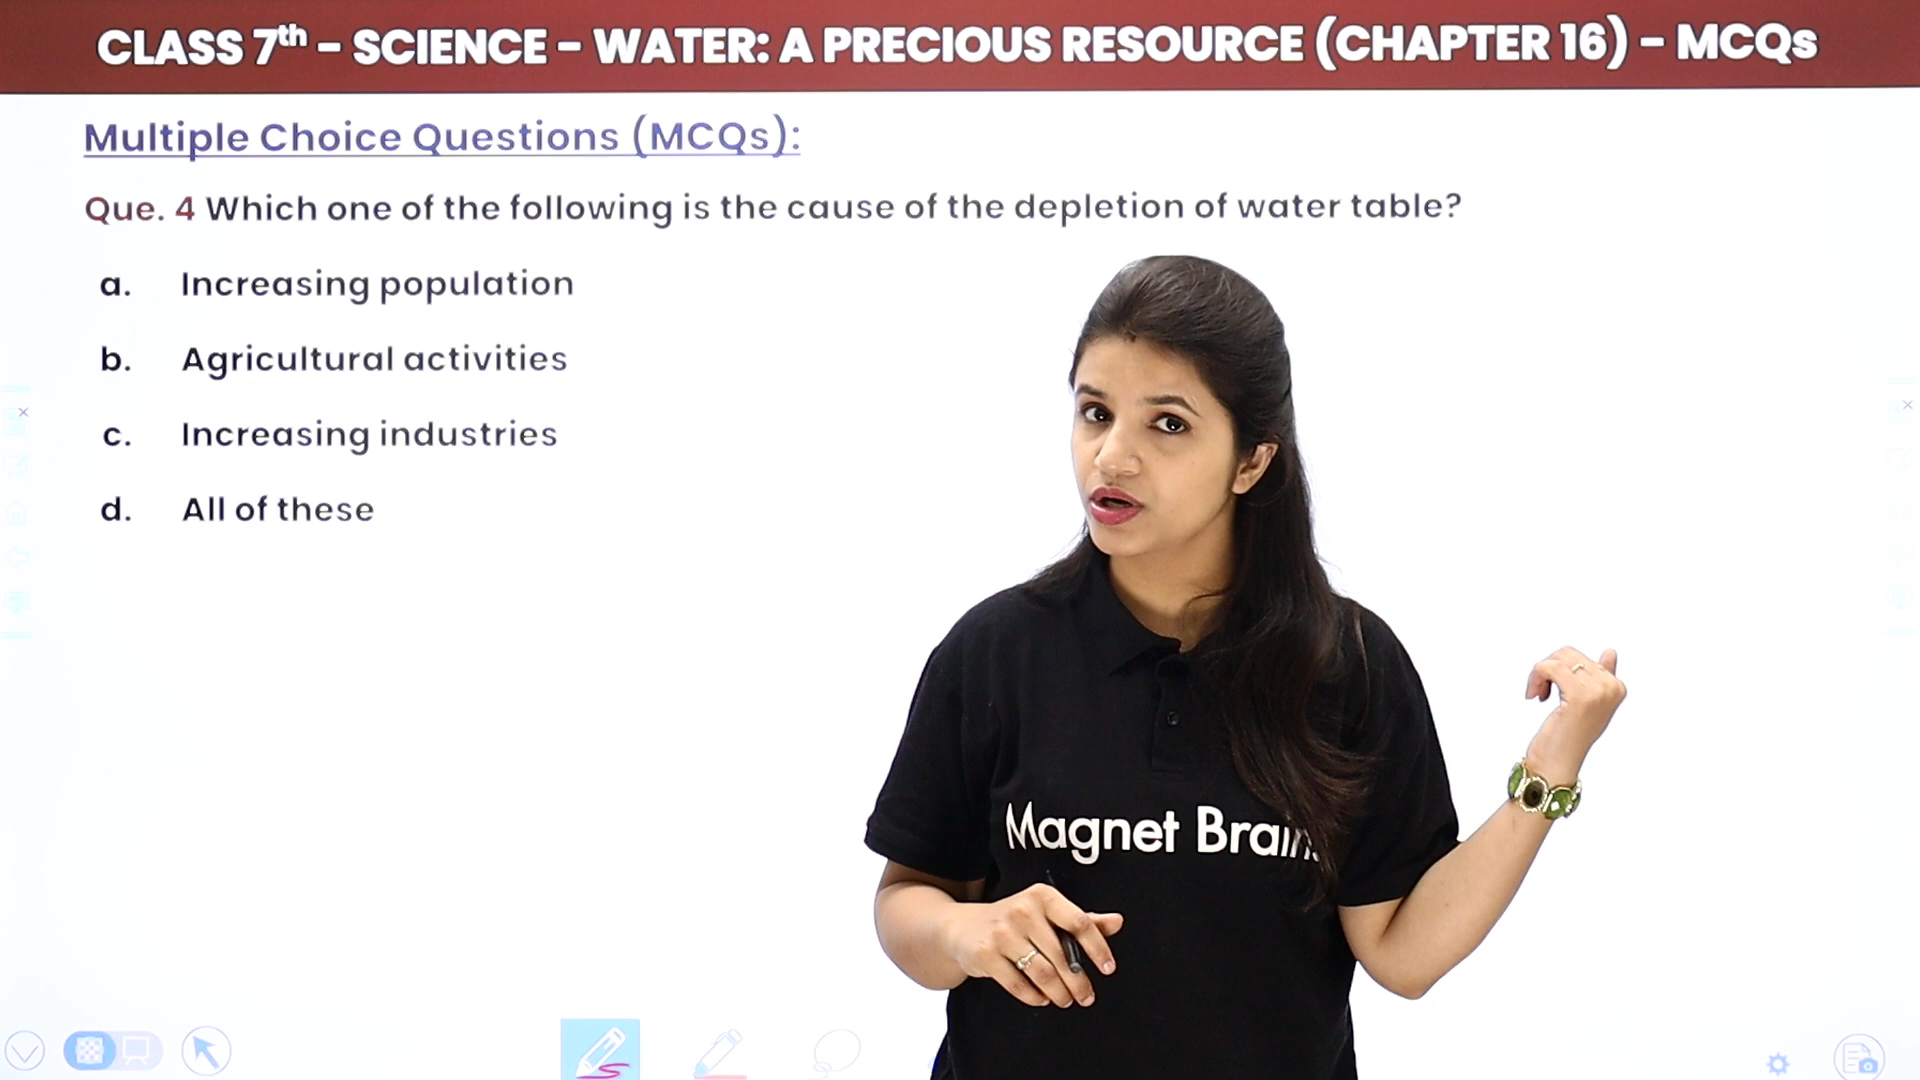 CLASS 7th - SCIENCE - WATER: A PRECIOUS RESOURCE (CHAPTER 16) - MCQs
Multiple Choice Questions (MCQs):
Que. 4 Which one of the following is the cause of the depletion of water table?
a. Increasing population
b. Agricultural activities
c. Increasing industries
d. All of these
Magnet Brains